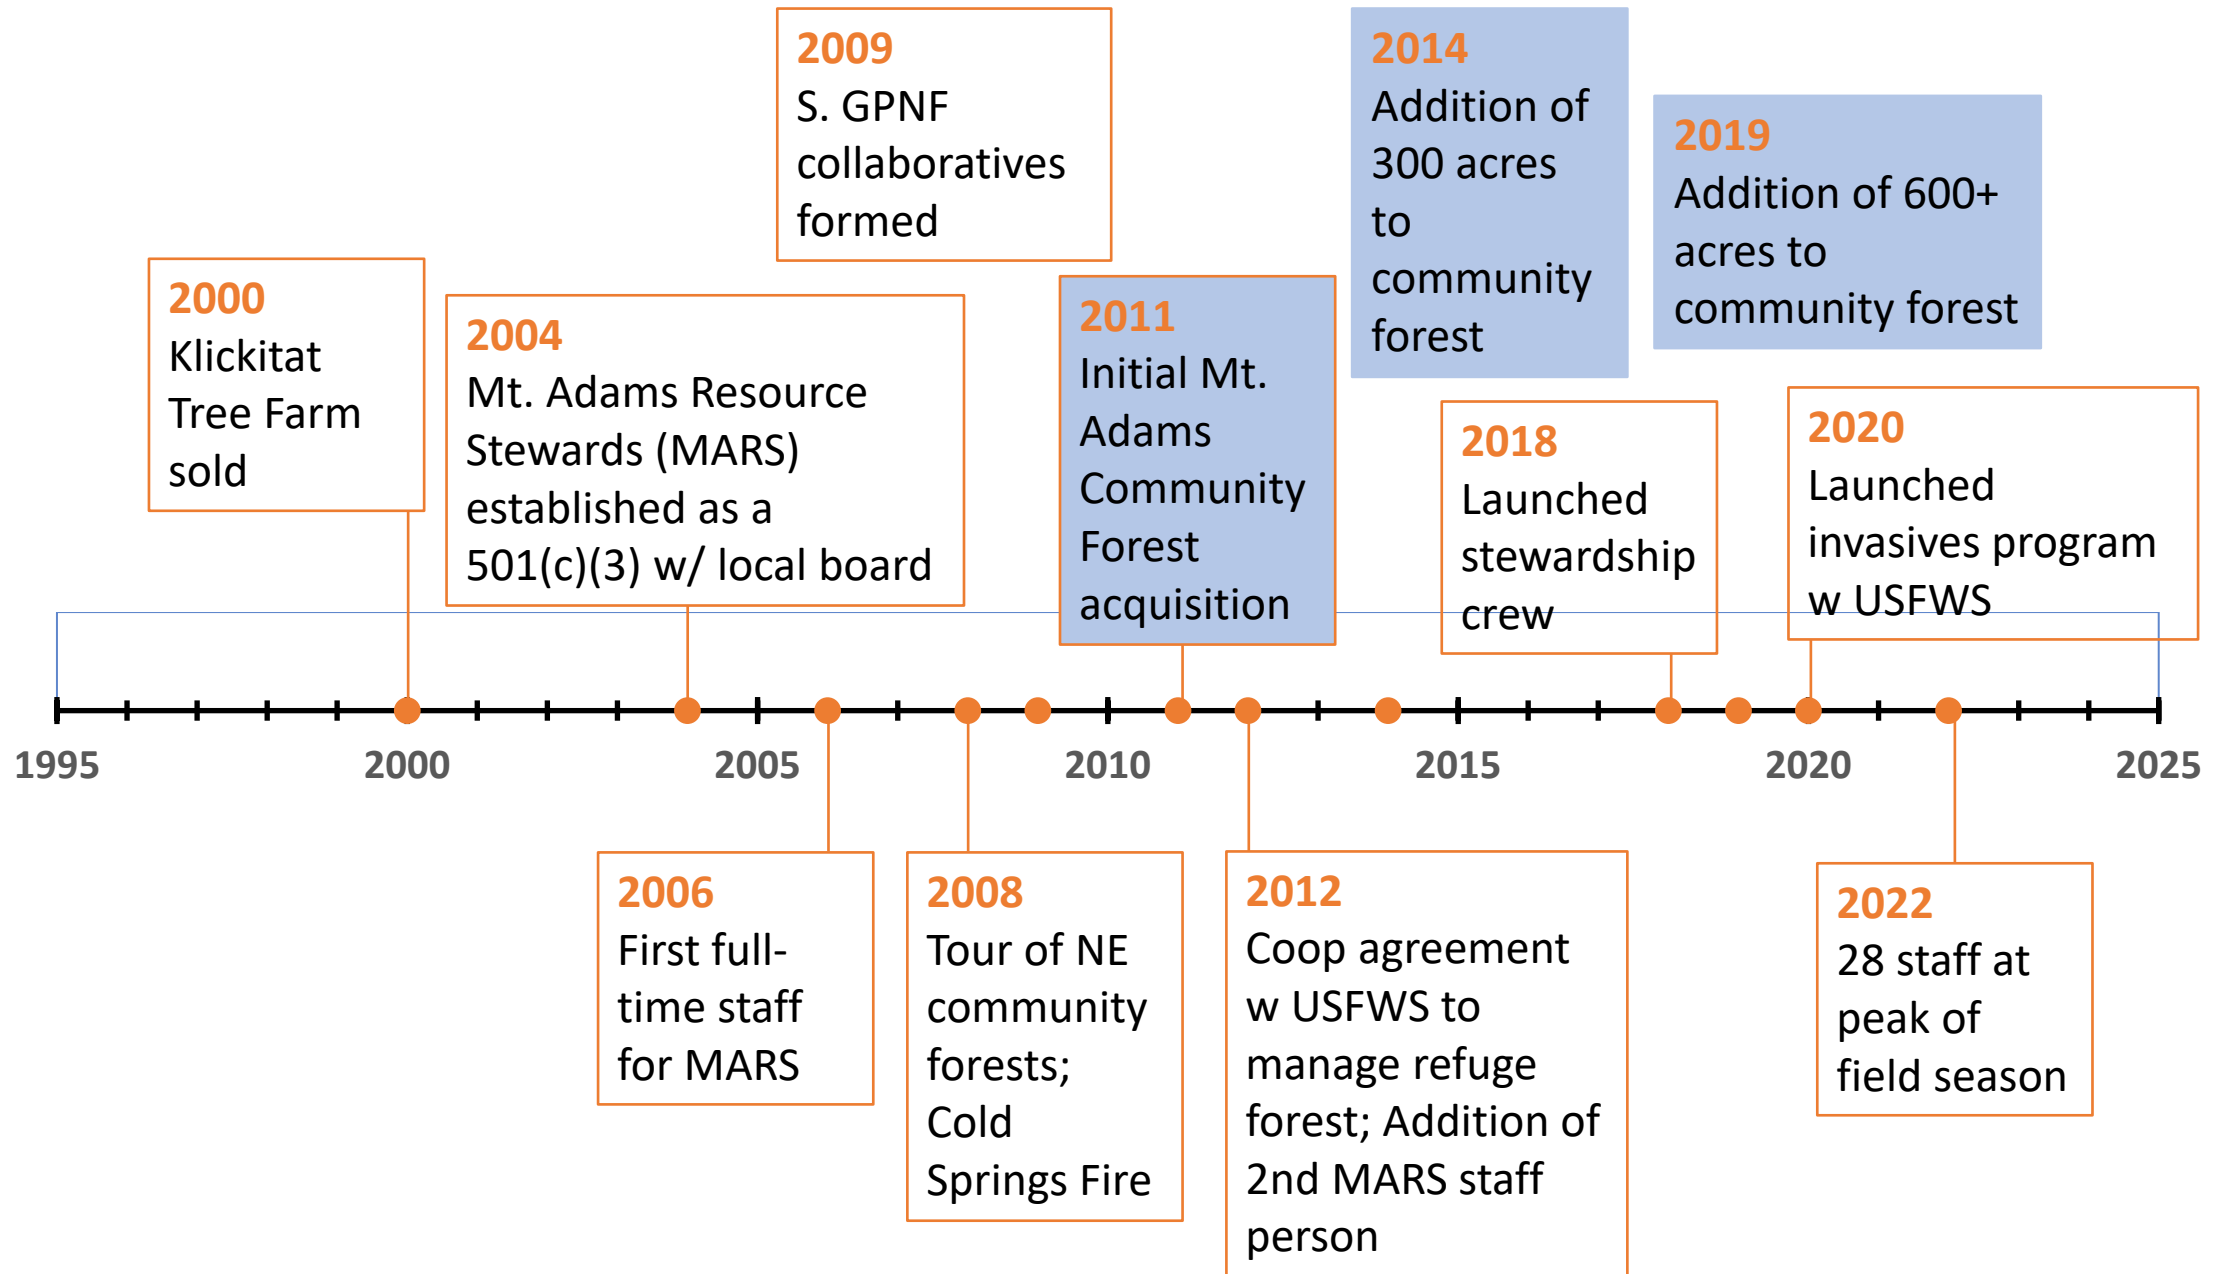 2009
S. GPNF
collaboratives
formed
2014
Addition of
300 acres
to
community
forest
2019
Addition of 600+
acres to
community forest
2000
Klickitat
Tree Farm
sold
2004
Mt. Adams Resource
Stewards (MARS)
established as a
501(c)(3) w/ local board
2011
Initial Mt.
Adams
Community
Forest
acquisition
2018
Launched
stewardship
crew
2020
Launched
invasives program
w USFWS
1995
2000
2005
2010
2015
2020
2025
2006
First full-
time staff
for MARS
2008
Tour of NE
community
forests;
Cold
Springs Fire
2012
Coop agreement
w USFWS to
manage refuge
forest; Addition of
2nd MARS staff
person
2022
28 staff at
peak of
field season